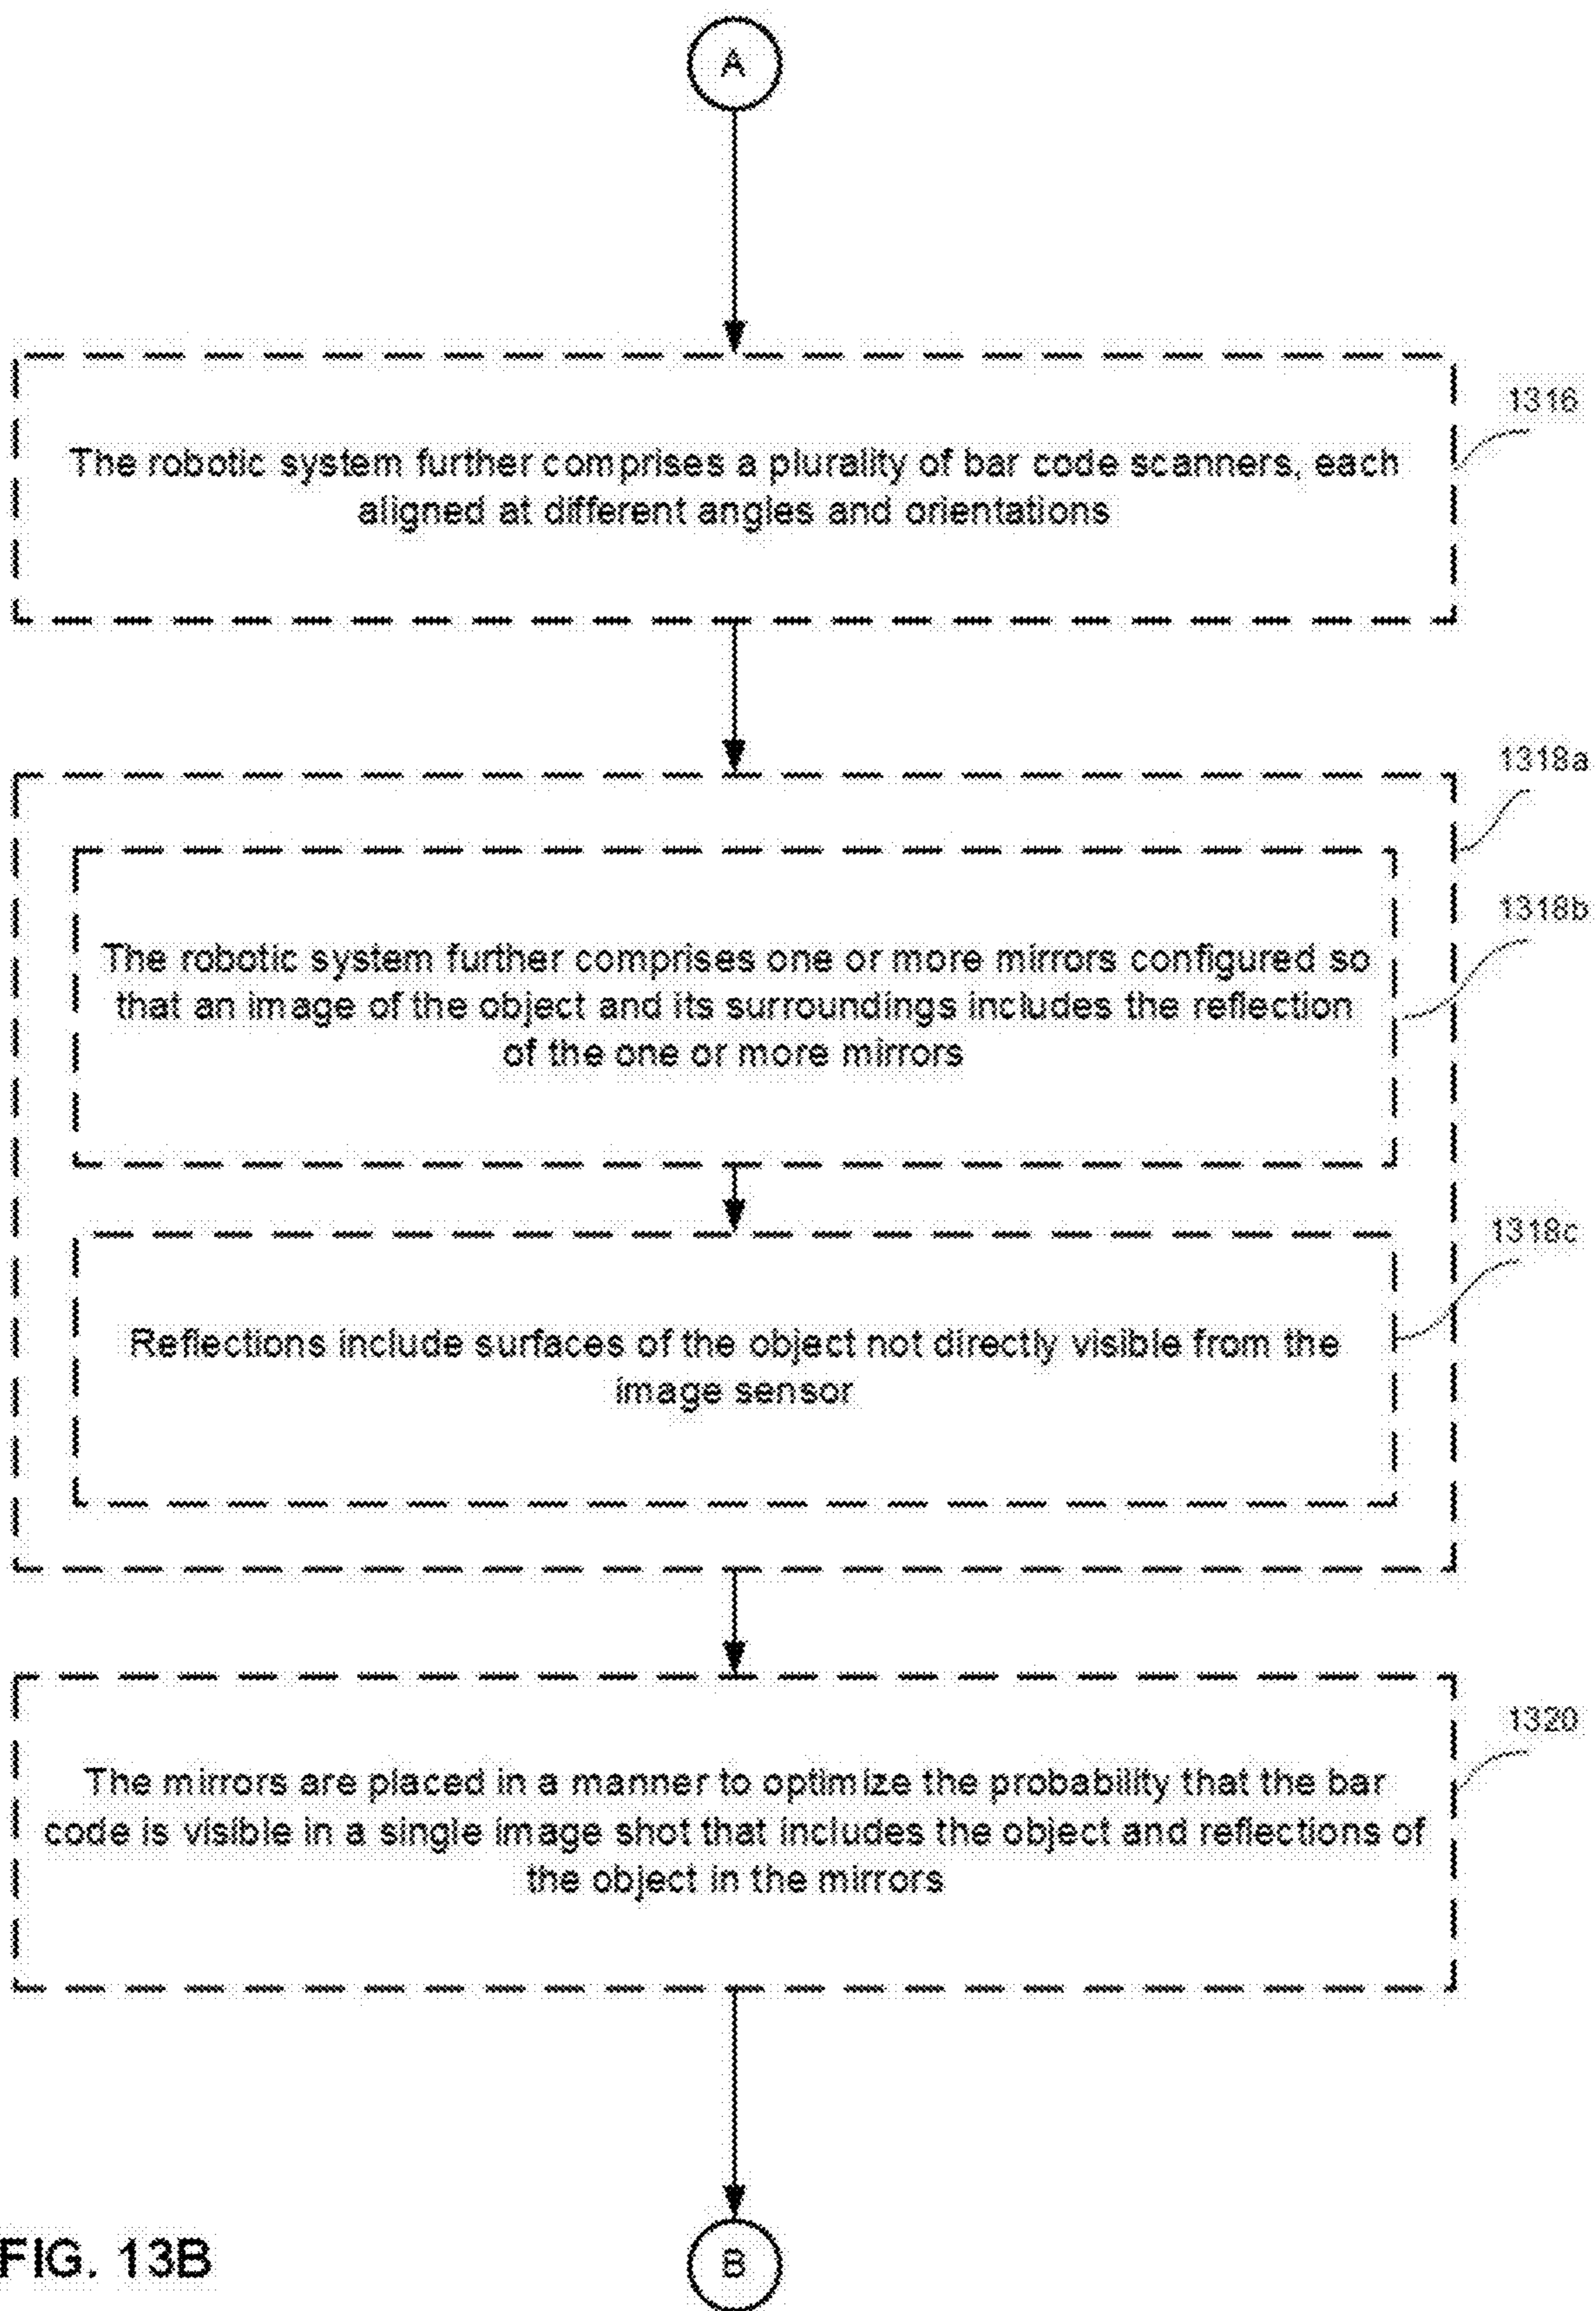 A
1316
The robotic system further comprises a plurality of bar code scanners, each
aligned at different angles and orientations
1318a
1318b
The robotic system further comprises one or more mirrors configured so
that an image of the object and its surroundings includes the reflection
of the one or more mirrors
1318c
Reflections include surfaces of the object not directly visible from the
image sensor
1320
The mirrors are placed in a manner to optimize the probability that the bar
code is visible in a single image shot that includes the object and reflections of
the object in the mirrors
FIG. 13B
B